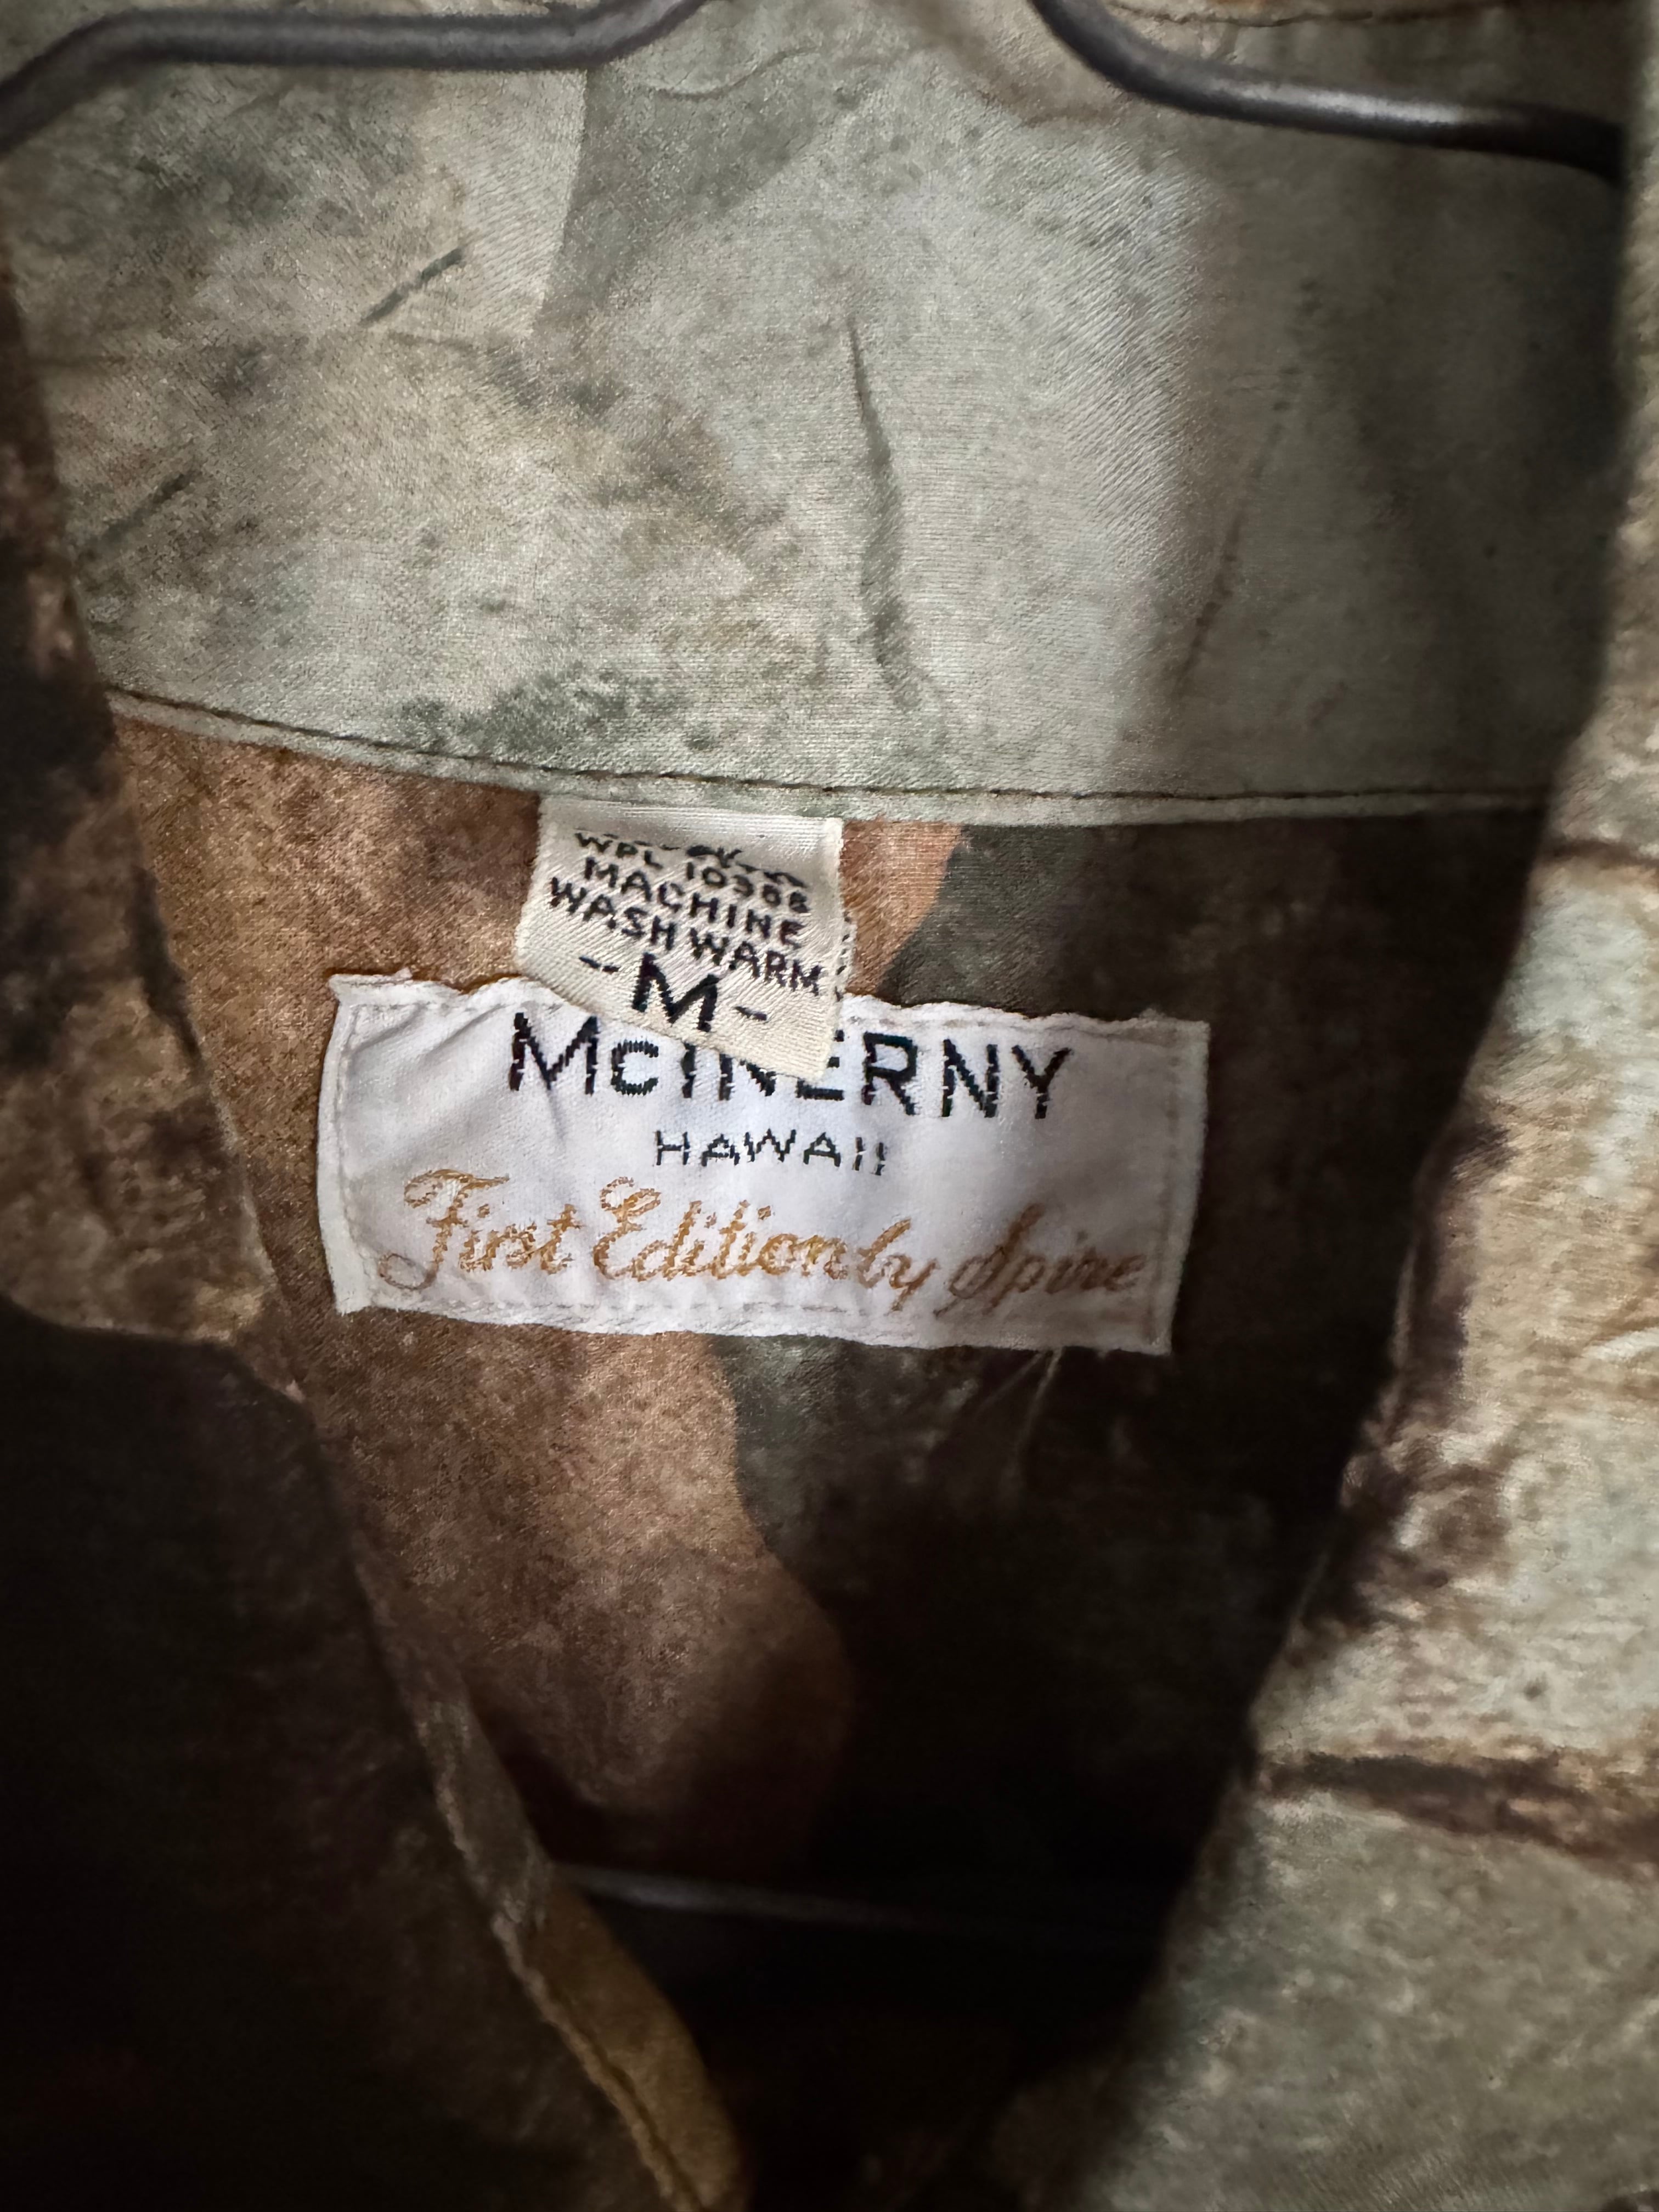 WPL 10308
MACHINE
WASH WARM
--M-
McINERNY
HAWAII
First Edition by Spire